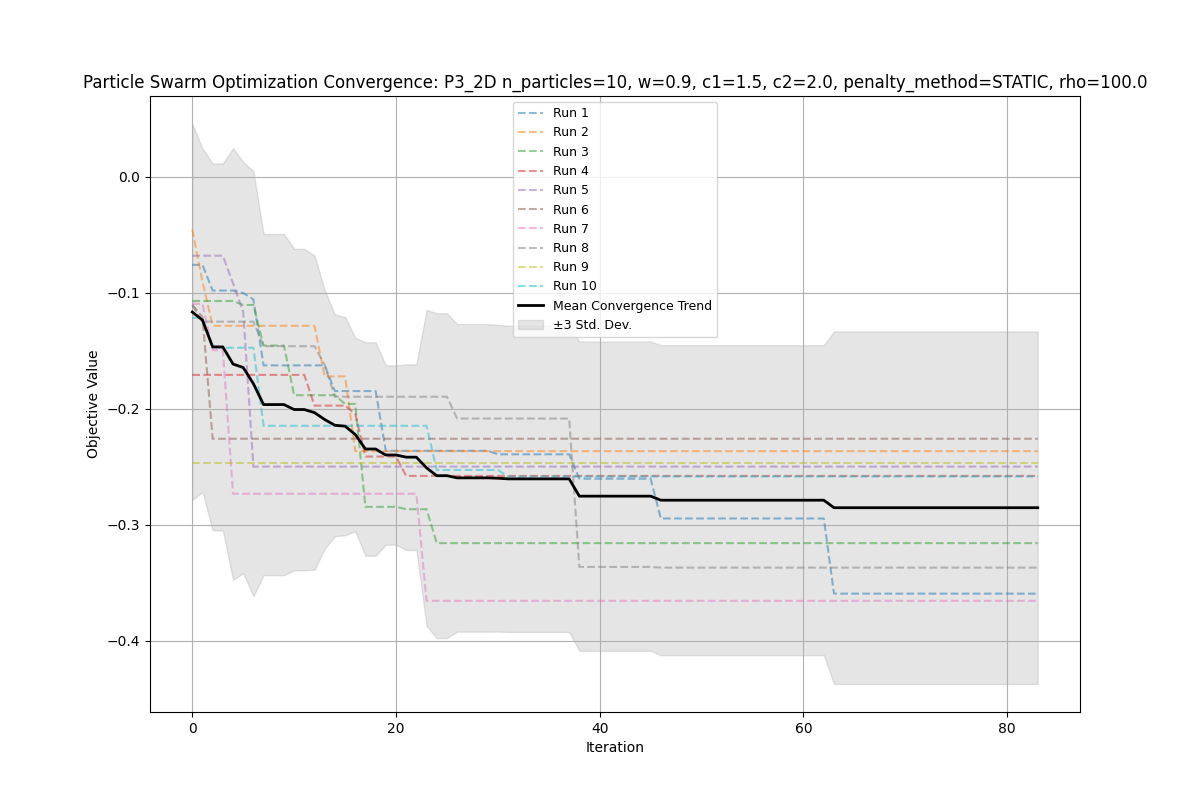 Particle Swarm Optimization Convergence: P3_2D n_particles=10, w=0.9, c1=1.5, c2=2.0, penalty_method=STATIC, rho=100.0
Run 1
Run 2
Run 3
Run 4
Run 5
Run 6
Run 7
Run 8
Run 9
Run 10
Mean Convergence Trend
±3 Std. Dev.
Objective Value
0.0
−0.1
−0.2
−0.3
−0.4
0 20 40 60 80
Iteration